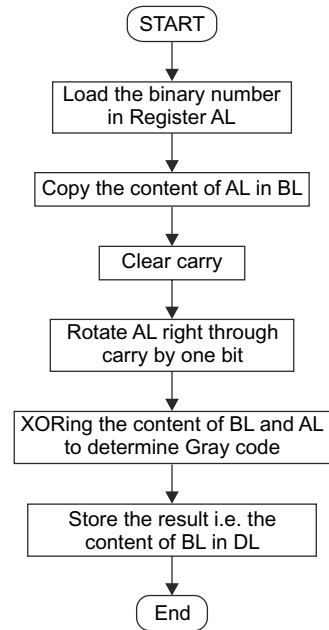 START
Load the binary number
in Register AL
Copy the content of AL in BL
Clear carry
Rotate AL right through
carry by one bit
XORing the content of BL and AL
to determine Gray code
Store the result i.e. the
content of BL in DL
End